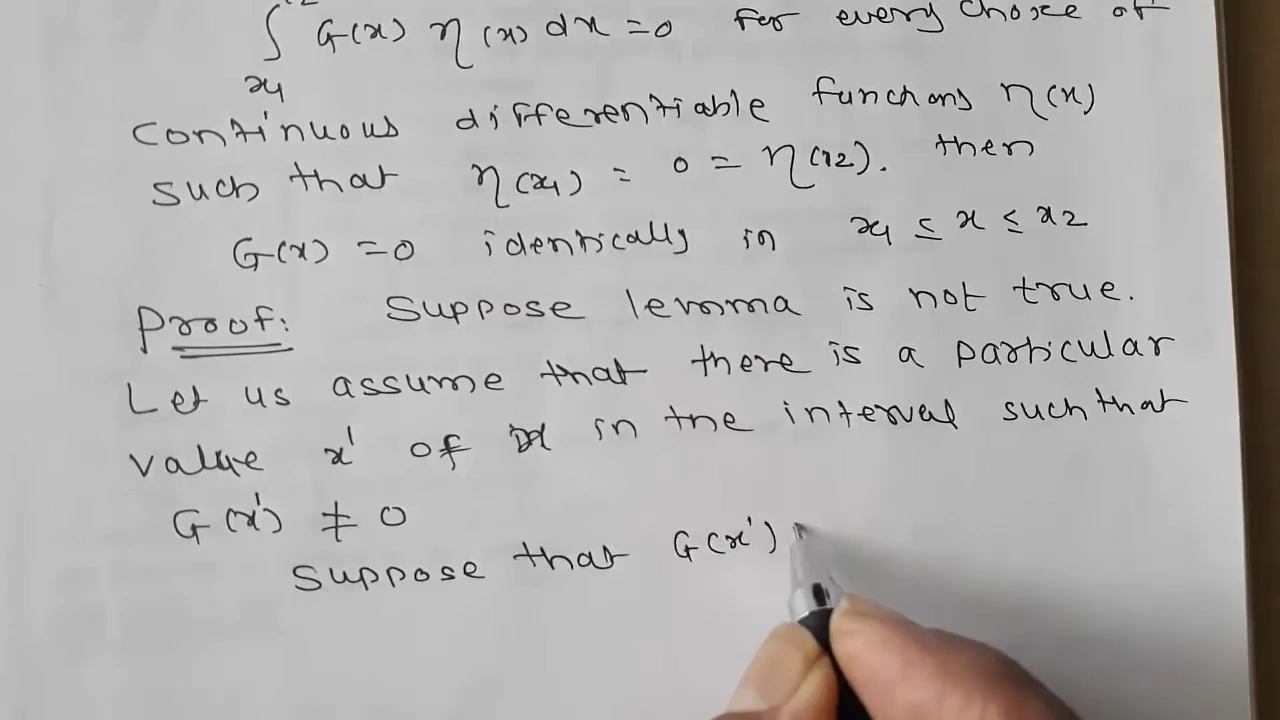 ∫ G(x) η(x) dx = 0 for every choise of
x1
continuous differentiable functions η(x)
such that η(x1) = 0 = η(x2). then
G(x) = 0 identically in x1 ≤ x ≤ x2
Proof: Suppose lemma is not true.
Let us assume that there is a particular
value x' of x in the interval such that
G(x') ≠ 0
Suppose that G(x')